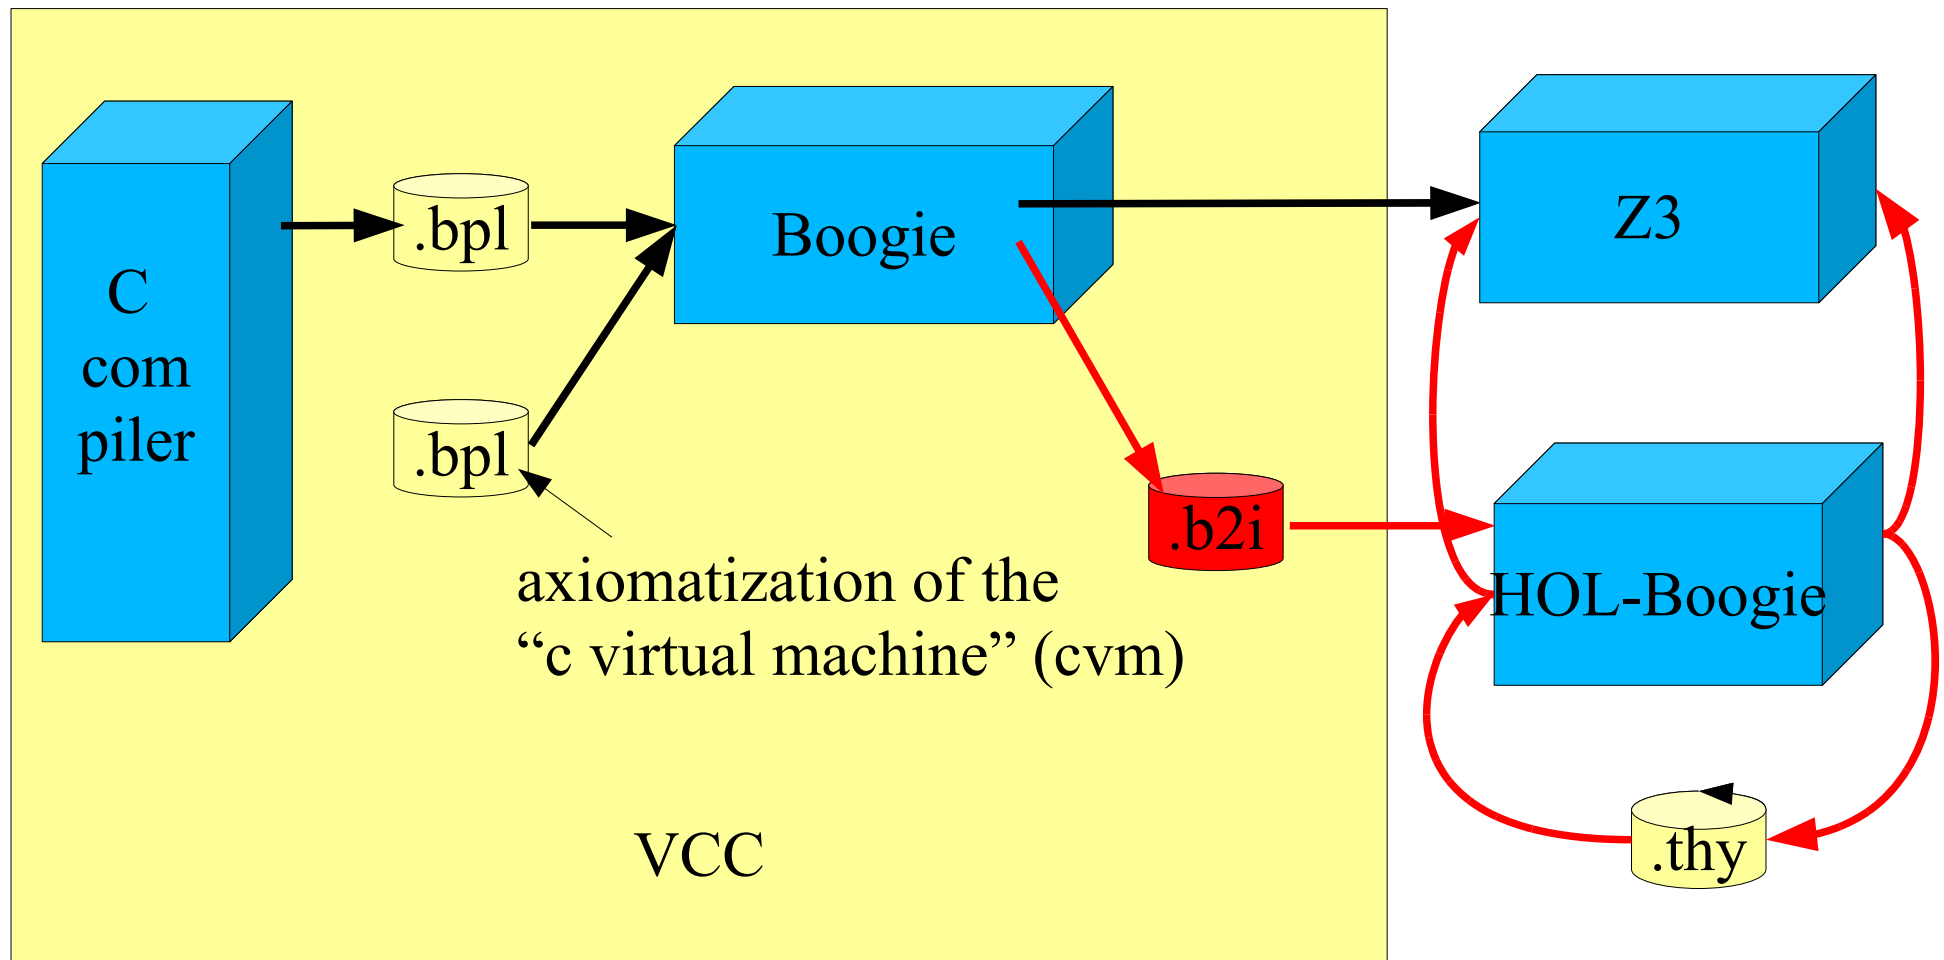 C
com
piler
.bpl
.bpl
Boogie
axiomatization of the
“c virtual machine” (cvm)
.b2i
VCC
Z3
HOL-Boogie
.thy